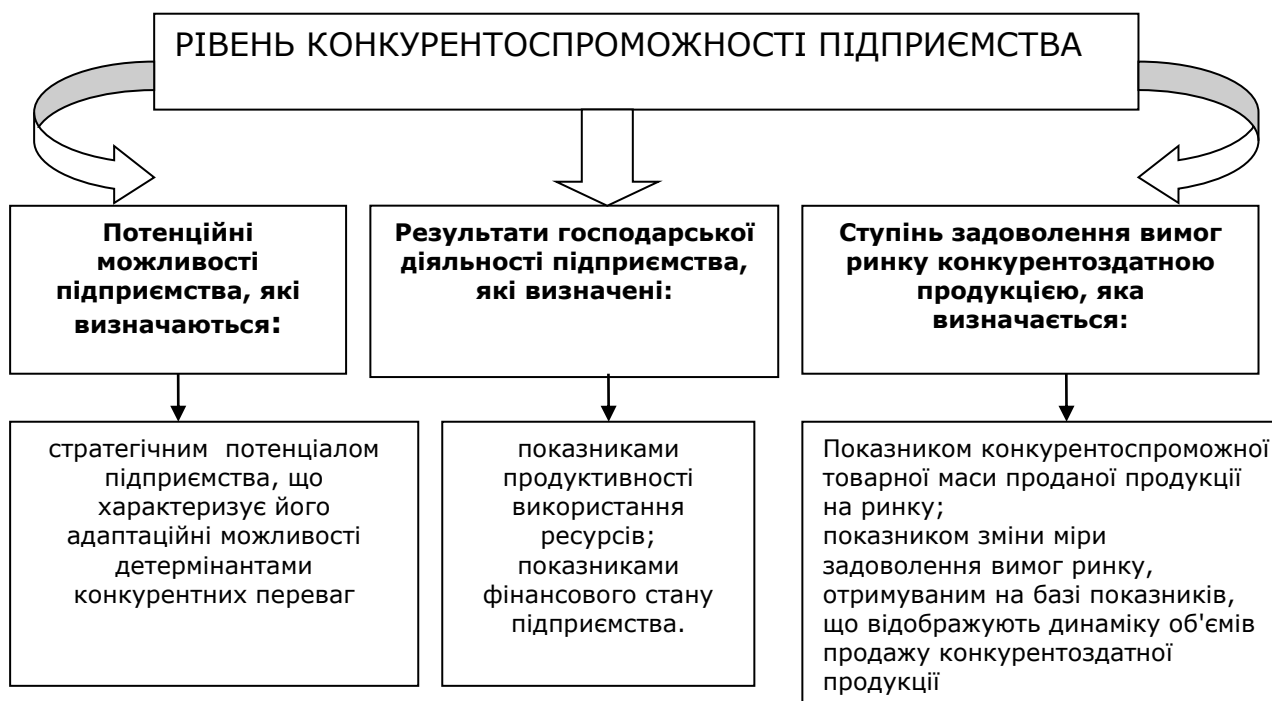 РІВЕНЬ КОНКУРЕНТОСПРОМОЖНОСТІ ПІДПРИЄМСТВА
Потенційні
можливості
підприємства, які
визначаються:
Результати господарської
діяльності підприємства,
які визначені:
Ступінь задоволення вимог
ринку конкурентоздатною
продукцією, яка
визначається:
стратегічним потенціалом
підприємства, що
характеризує його
адаптаційні можливості
детермінантами
конкурентних переваг
показниками
продуктивності
використання
ресурсів;
показниками
фінансового стану
підприємства.
Показником конкурентоспроможної
товарної маси проданої продукції
на ринку;
показником зміни міри
задоволення вимог ринку,
отримуваним на базі показників,
що відображують динаміку об'ємів
продажу конкурентоздатної
продукції